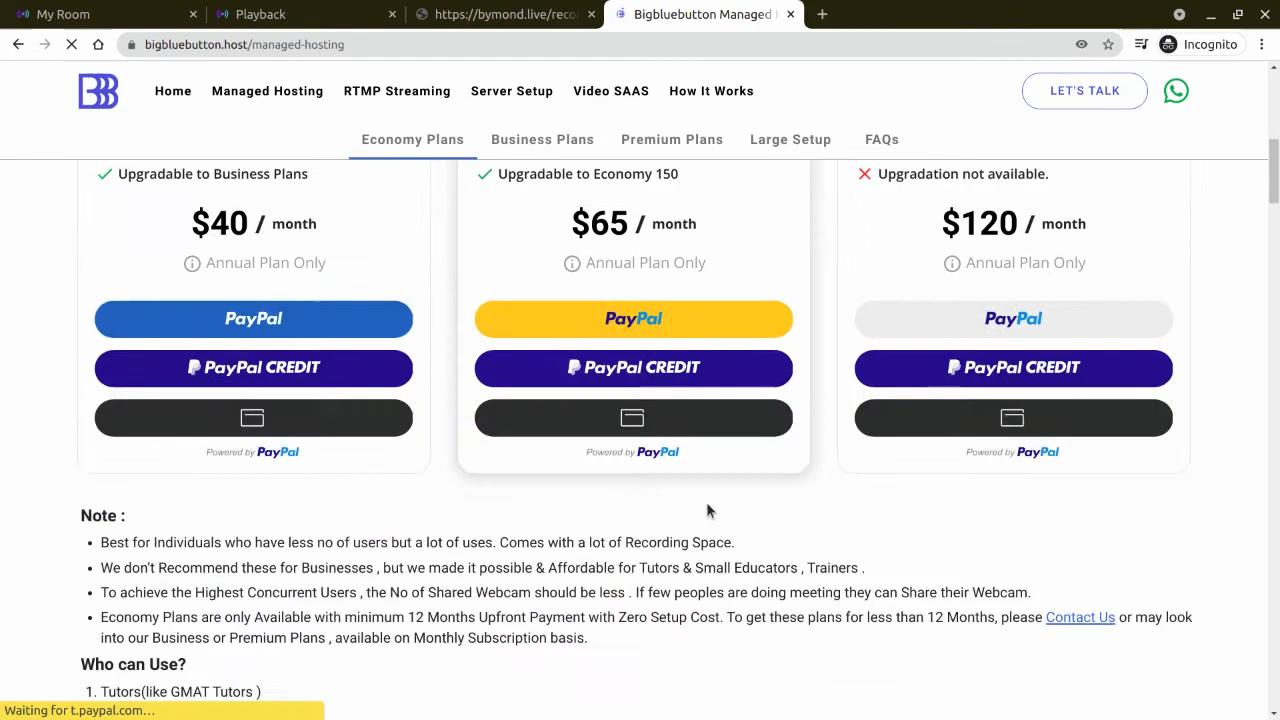 My Room
Playback
https://bymond.live/reco
Bigbluebutton Managed H
bigbluebutton.host/managed-hosting
Incognito
BBB
Home
Managed Hosting
RTMP Streaming
Server Setup
Video SAAS
How It Works
LET'S TALK
Economy Plans
Business Plans
Premium Plans
Large Setup
FAQs
Upgradable to Business Plans
Upgradable to Economy 150
Upgradation not available.
$40 / month
$65 / month
$120 / month
Annual Plan Only
Annual Plan Only
Annual Plan Only
PayPal
PayPal
PayPal
PayPal CREDIT
PayPal CREDIT
PayPal CREDIT
Powered by PayPal
Powered by PayPal
Powered by PayPal
Note :
Best for Individuals who have less no of users but a lot of uses. Comes with a lot of Recording Space.
We don't Recommend these for Businesses , but we made it possible & Affordable for Tutors & Small Educators , Trainers .
To achieve the Highest Concurrent Users , the No of Shared Webcam should be less . If few peoples are doing meeting they can Share their Webcam.
Economy Plans are only Available with minimum 12 Months Upfront Payment with Zero Setup Cost. To get these plans for less than 12 Months, please Contact Us or may look
into our Business or Premium Plans , available on Monthly Subscription basis.
Who can Use?
1. Tutors(like GMAT Tutors )
Waiting for t.paypal.com...